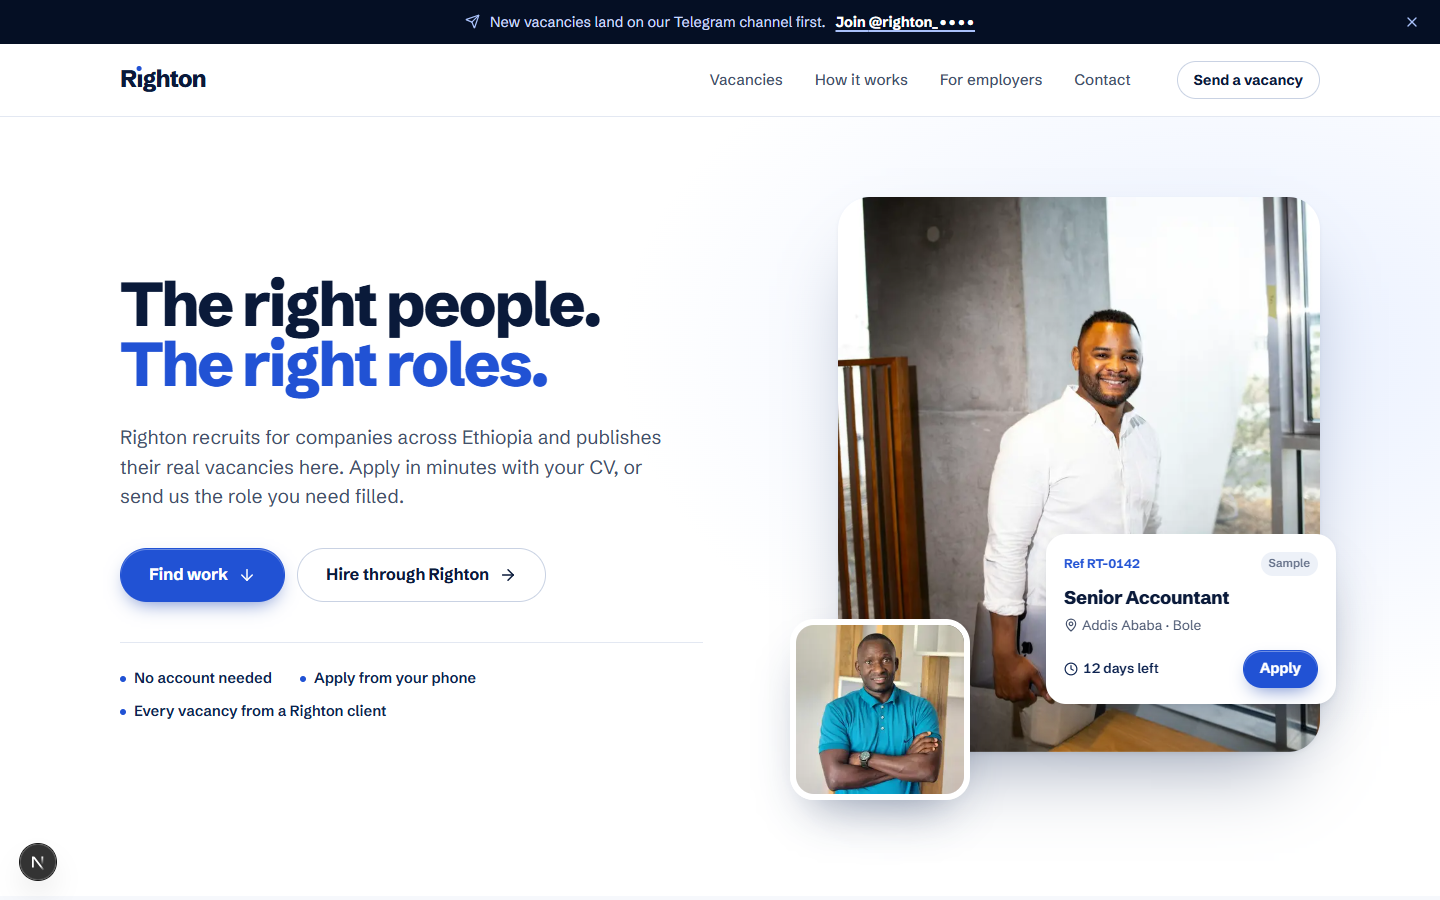 New vacancies land on our Telegram channel first. Join @righton_••••
Righton
Vacancies
How it works
For employers
Contact
Send a vacancy
The right people.
The right roles.
Righton recruits for companies across Ethiopia and publishes
their real vacancies here. Apply in minutes with your CV, or
send us the role you need filled.
Find work
Hire through Righton
No account needed
Apply from your phone
Every vacancy from a Righton client
Ref RT-0142
Sample
Senior Accountant
Addis Ababa · Bole
12 days left
Apply
N